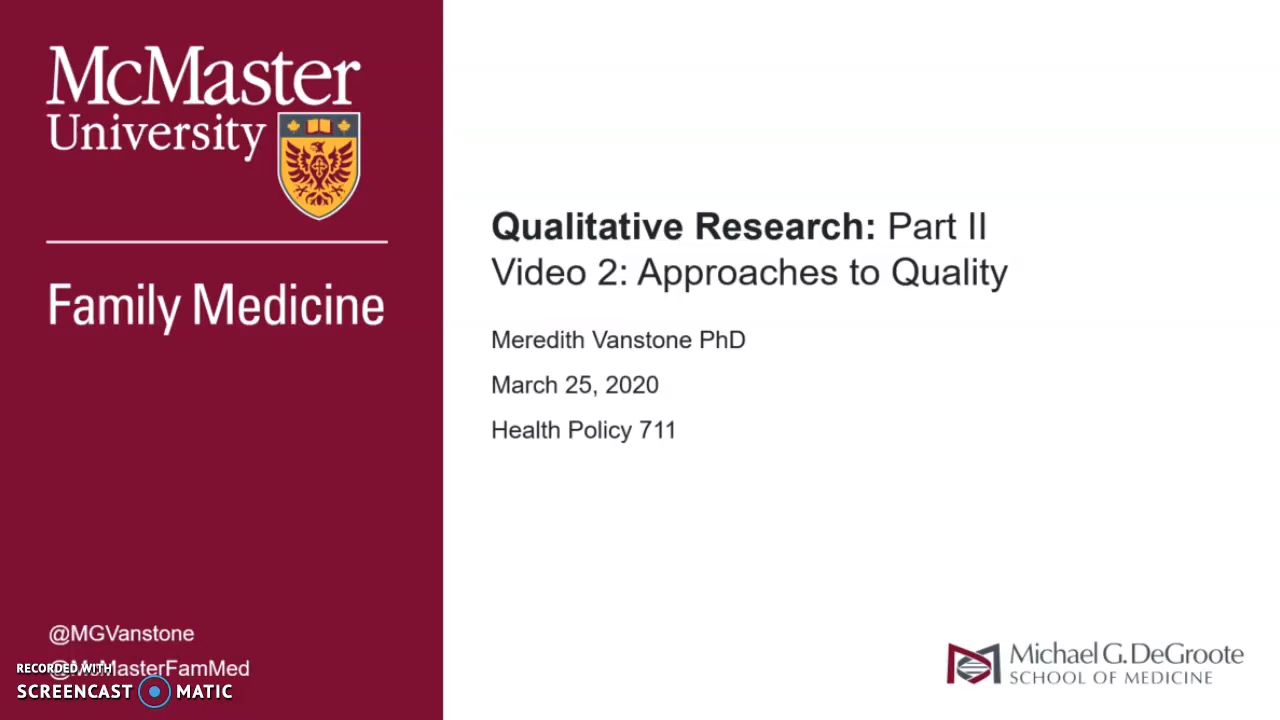 McMaster
University
Family Medicine
Qualitative Research: Part II
Video 2: Approaches to Quality
Meredith Vanstone PhD
March 25, 2020
Health Policy 711
@MGVanstone
@McMasterFamMed
RECORDED WITH
SCREENCAST MATIC
Michael G. DeGroote
SCHOOL OF MEDICINE